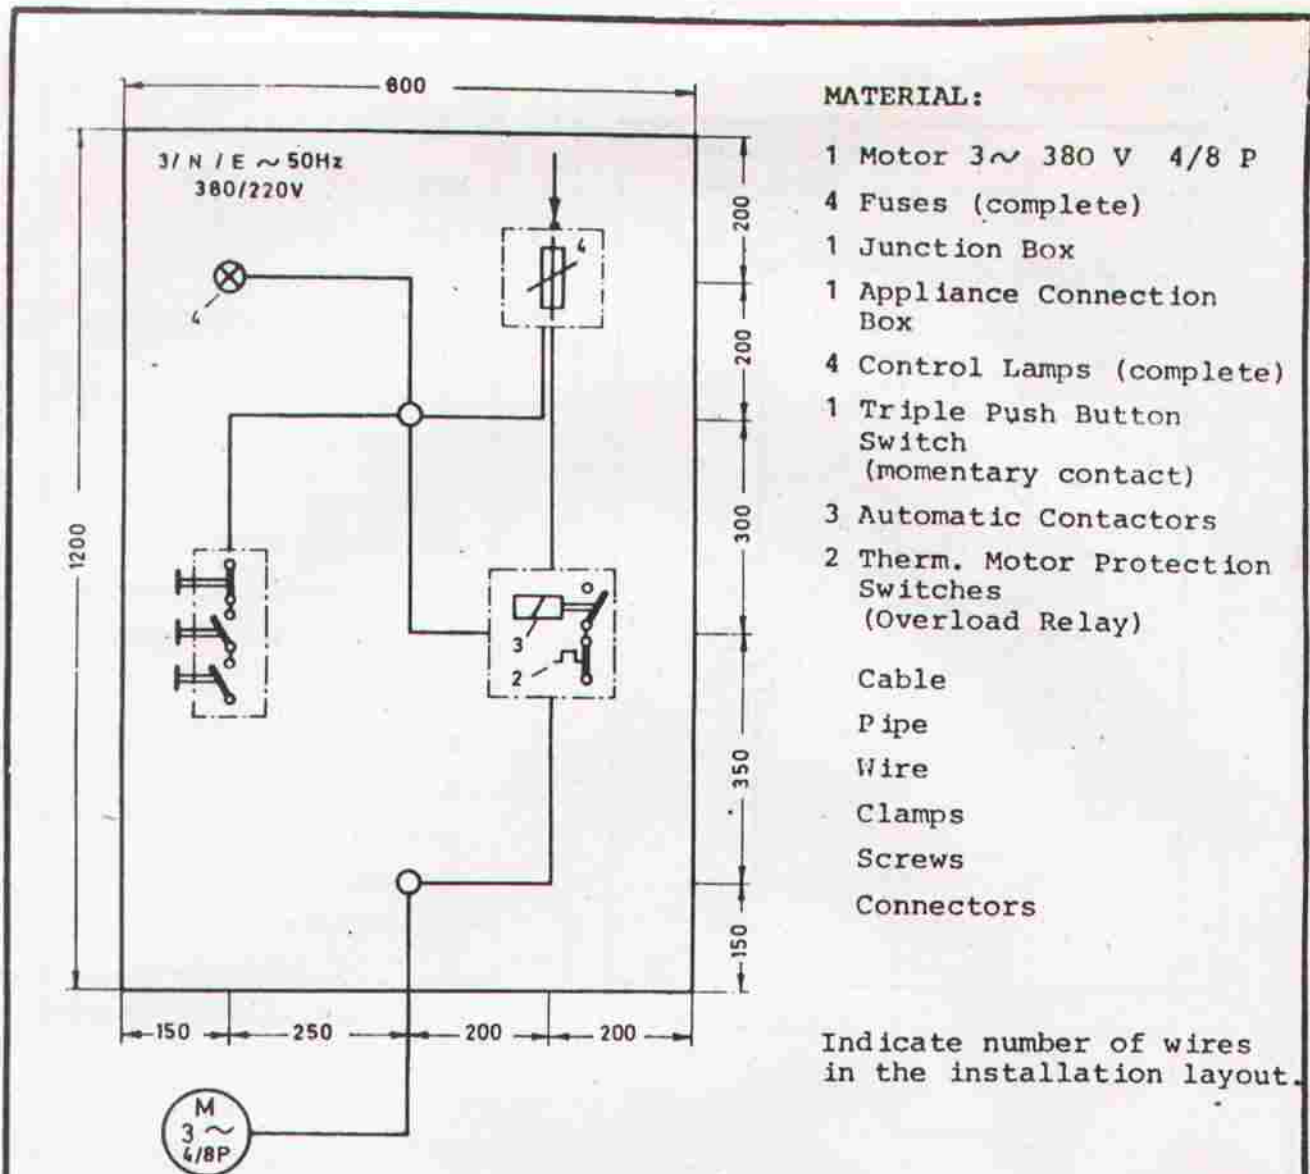 800
3/ N / E ~ 50Hz
380/220V
4
4
1200
200
200
300
350
150
3
2
150
250
200
200
M
3 ~
4/8P
MATERIAL:
1 Motor 3~ 380 V 4/8 P
4 Fuses (complete)
1 Junction Box
1 Appliance Connection
Box
4 Control Lamps (complete)
1 Triple Push Button
Switch
(momentary contact)
3 Automatic Contactors
2 Therm. Motor Protection
Switches
(Overload Relay)
Cable
Pipe
Wire
Clamps
Screws
Connectors
Indicate number of wires
in the installation layout.